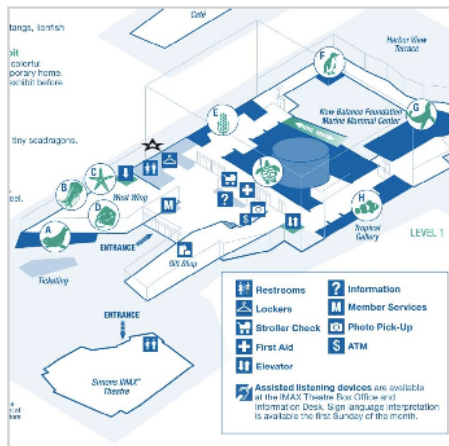 Café
tangs, lionfish
Harbor View
Terrace
colorful
porary home.
exhibit before
F
New Balance Foundation
Marine Mammal Center
G
E
tiny seadragons.
C
B
West Wing
D
M
?
H
A
ENTRANCE
$
Tropical
Gallery
LEVEL 1
Gift Shop
Ticketing
ENTRANCE
Simons IMAX®
Theatre
Restrooms
Lockers
Stroller Check
First Aid
Elevator
? Information
M Member Services
Photo Pick-Up
$ ATM
Assisted listening devices are available
at the IMAX Theatre Box Office and
Information Desk. Sign language interpretation
is available the first Sunday of the month.